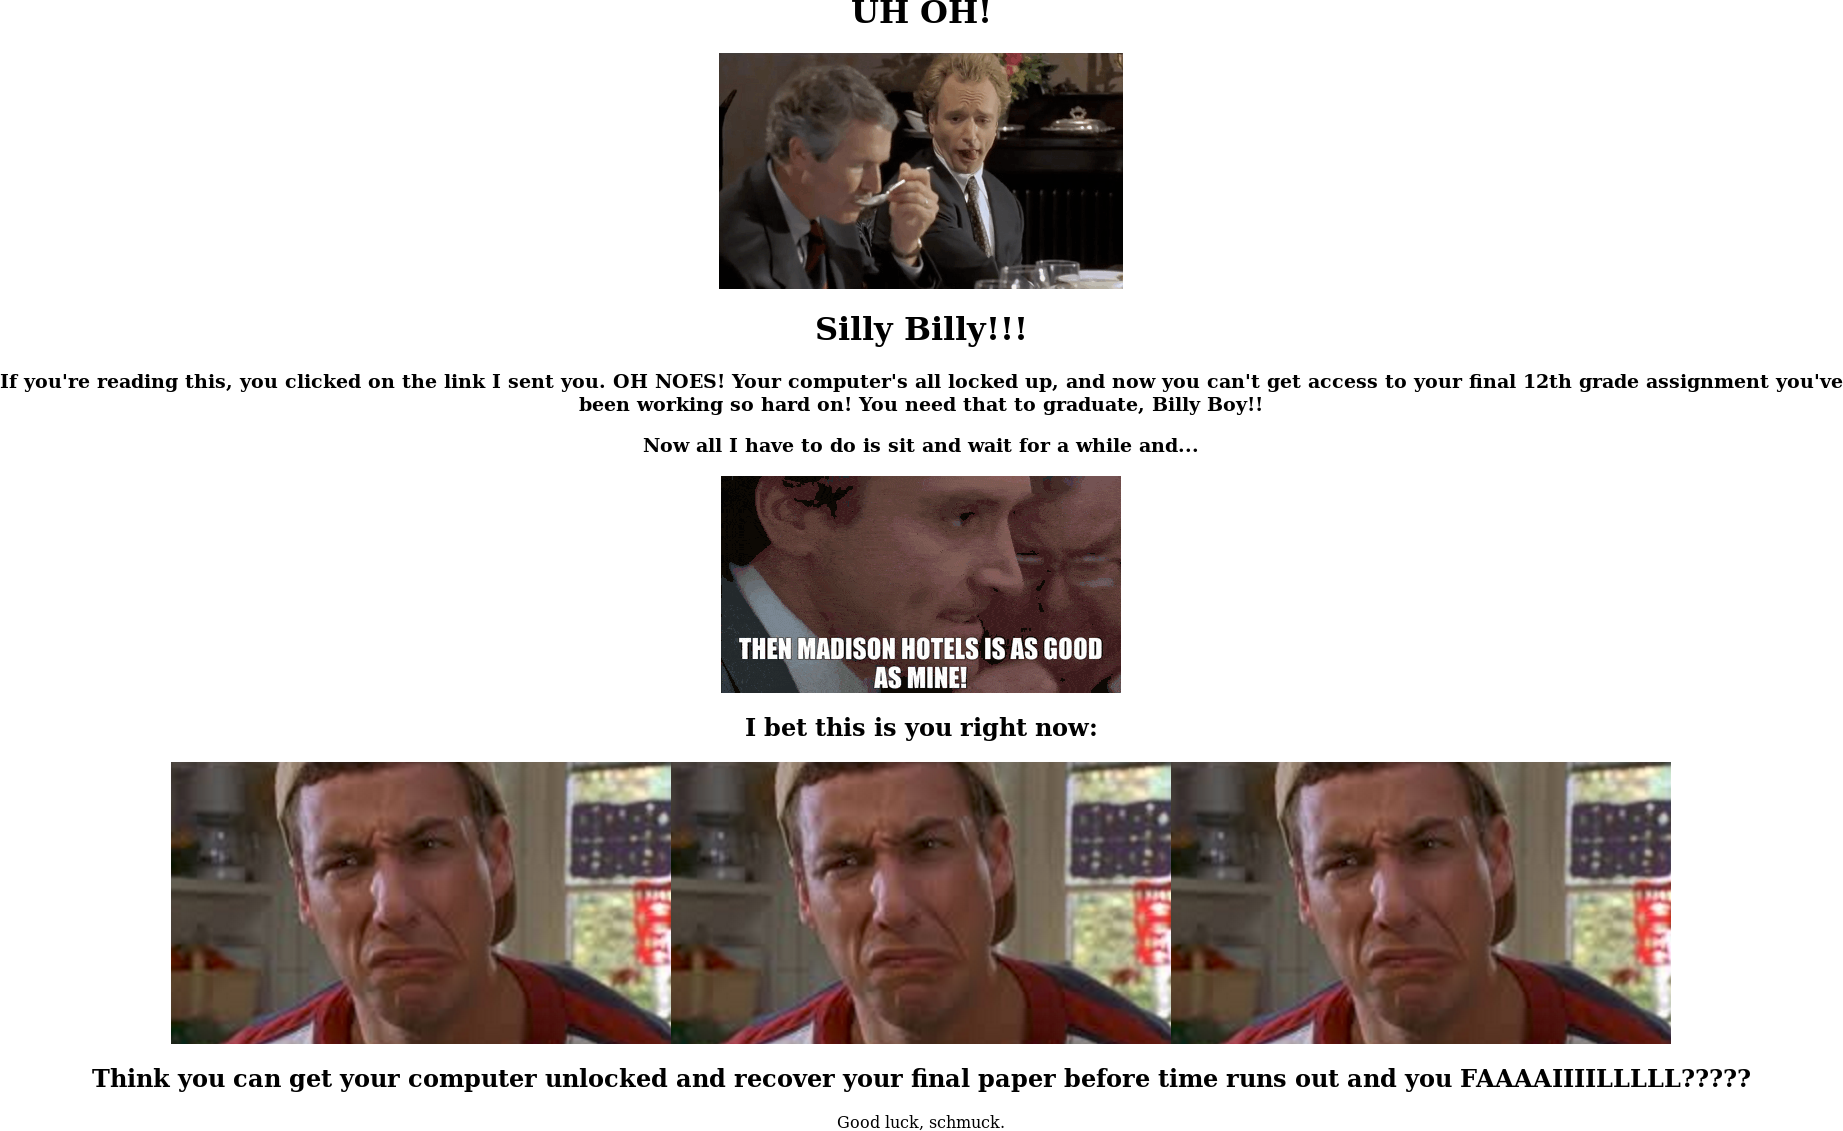 UH OH!
Silly Billy!!!
If you're reading this, you clicked on the link I sent you. OH NOES! Your computer's all locked up, and now you can't get access to your final 12th grade assignment you've
been working so hard on! You need that to graduate, Billy Boy!!
Now all I have to do is sit and wait for a while and...
THEN MADISON HOTELS IS AS GOOD
AS MINE!
I bet this is you right now:
Think you can get your computer unlocked and recover your final paper before time runs out and you FAAAAIIIILLLLL?????
Good luck, schmuck.